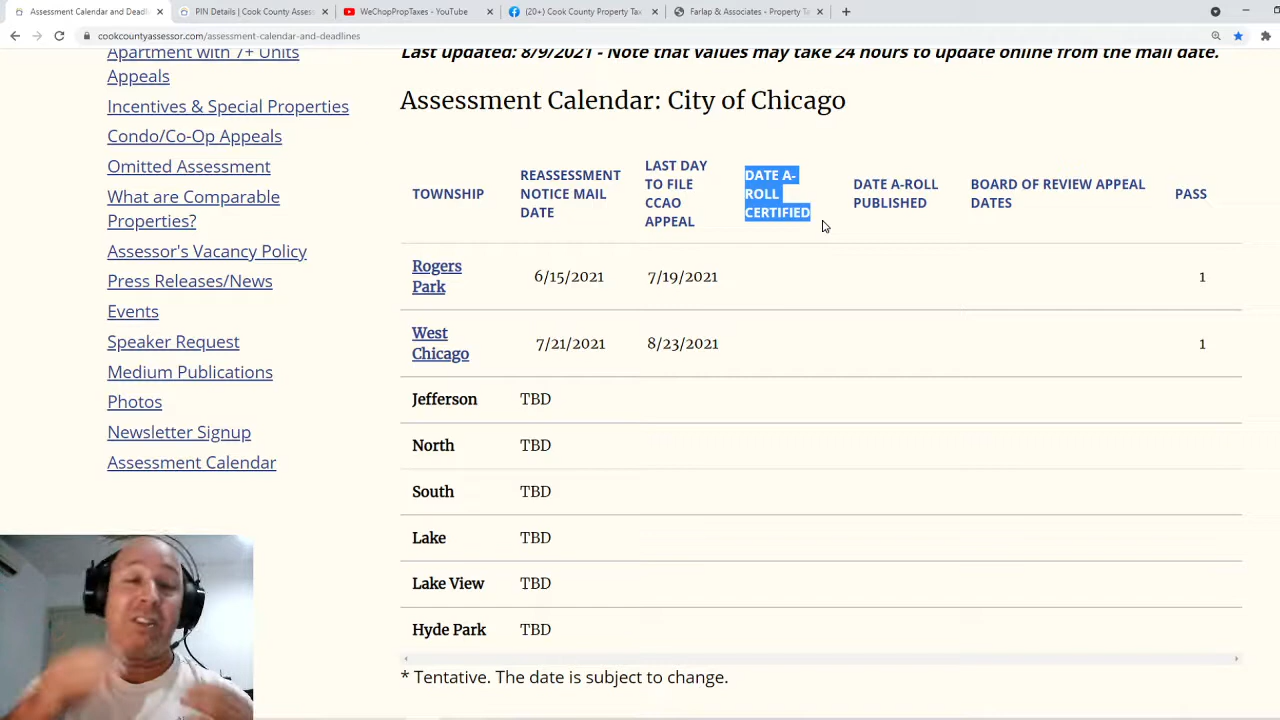 Assessment Calendar and Deadl
PIN Details | Cook County Assess
WeChopPropTaxes - YouTube
(20+) Cook County Property Ta
Farlap & Associates - Property T
cookcountyassessor.com/assessment-calendar-and-deadlines
Apartment with 7+ Units
Appeals
Incentives & Special Properties
Condo/Co-Op Appeals
Omitted Assessment
What are Comparable
Properties?
Assessor's Vacancy Policy
Press Releases/News
Events
Speaker Request
Medium Publications
Photos
Newsletter Signup
Assessment Calendar
Last updated: 8/9/2021 - Note that values may take 24 hours to update online from the mail date.
Assessment Calendar: City of Chicago
TOWNSHIP
REASSESSMENT
NOTICE MAIL
DATE
LAST DAY
TO FILE
CCAO
APPEAL
DATE A-
ROLL
CERTIFIED
DATE A-ROLL
PUBLISHED
BOARD OF REVIEW APPEAL
DATES
PASS
Rogers
Park
6/15/2021
7/19/2021
1
West
Chicago
7/21/2021
8/23/2021
1
Jefferson
TBD
North
TBD
South
TBD
Lake
TBD
Lake View
TBD
Hyde Park
TBD
* Tentative. The date is subject to change.